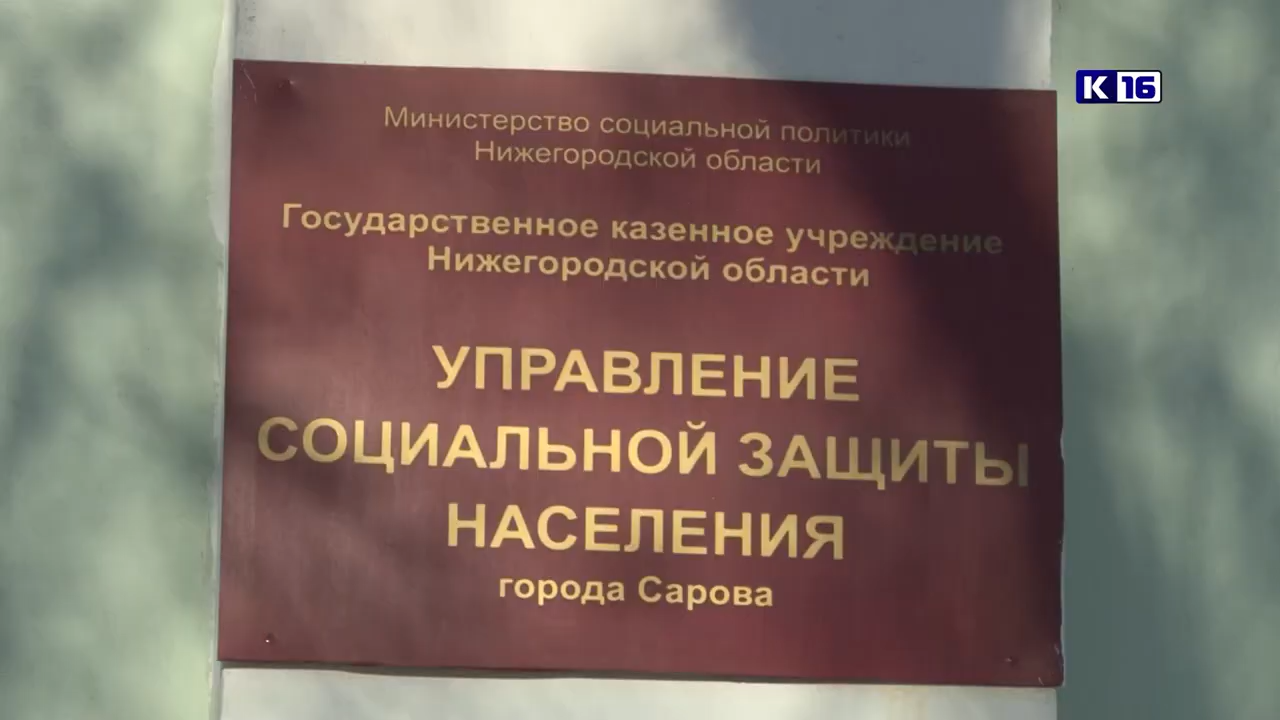 К 16
Министерство социальной политики
Нижегородской области
Государственное казенное учреждение
Нижегородской области
УПРАВЛЕНИЕ
СОЦИАЛЬНОЙ ЗАЩИТЫ
НАСЕЛЕНИЯ
города Сарова